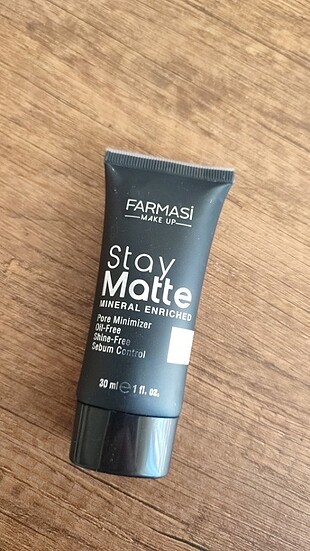 FARMASi
MAKE UP
Stay
Matte
MINERAL ENRICHED
Pore Minimizer
Oil-Free
Shine-Free
Sebum Control
30 ml ℮ 1 fl. oz.